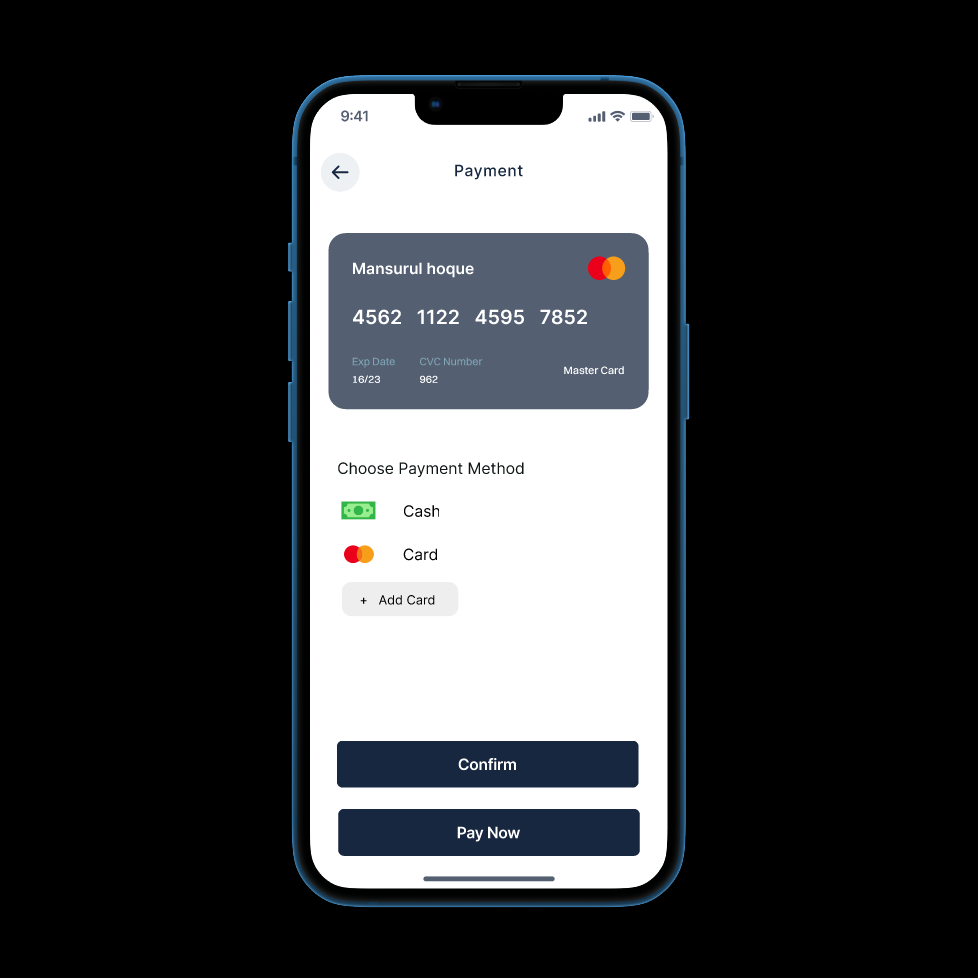 9:41
Payment
Mansurul hoque
4562 1122 4595 7852
Exp Date CVC Number
16/23 962
Master Card
Choose Payment Method
Cash
Card
+ Add Card
Confirm
Pay Now